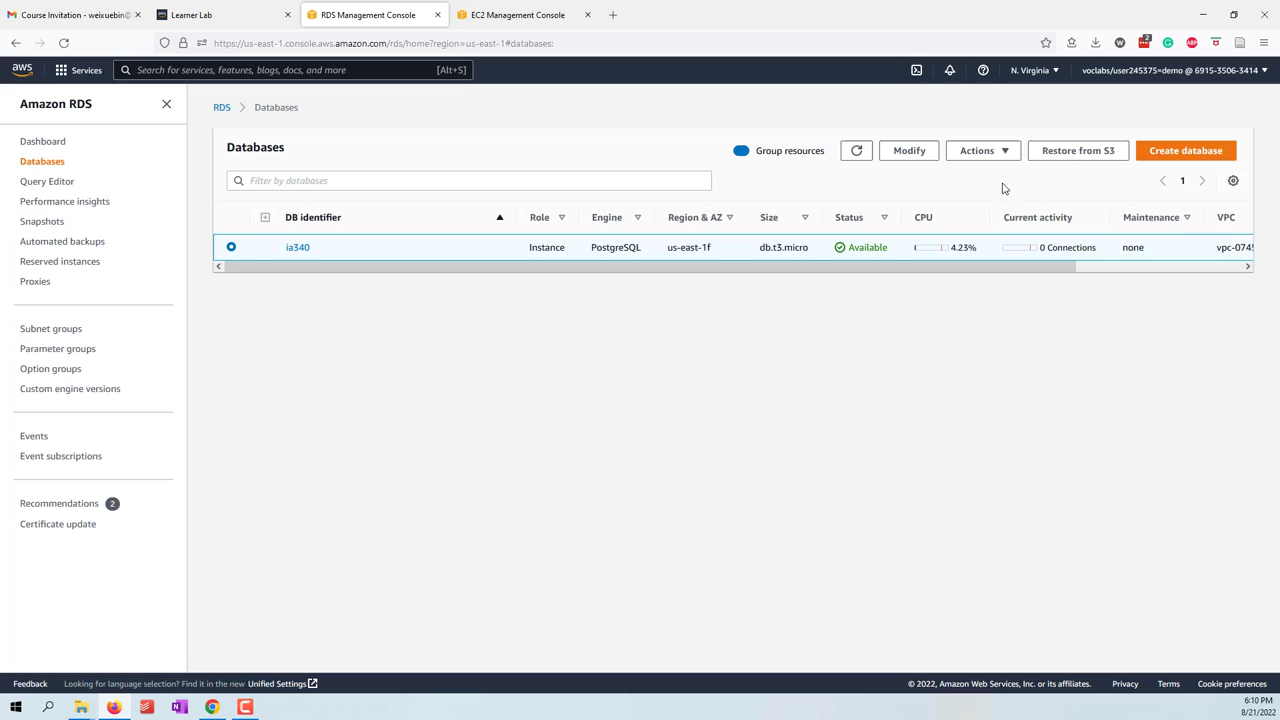 Course Invitation - weixuebin
Learner Lab
RDS Management Console
EC2 Management Console
https://us-east-1.console.aws.amazon.com/rds/home?region=us-east-1#databases:
2
aws
Services
Search for services, features, blogs, docs, and more
[Alt+S]
N. Virginia
voclabs/user245375=demo @ 6915-3506-3414
Amazon RDS
Dashboard
Databases
Query Editor
Performance insights
Snapshots
Automated backups
Reserved instances
Proxies
Subnet groups
Parameter groups
Option groups
Custom engine versions
Events
Event subscriptions
Recommendations 2
Certificate update
RDS > Databases
Databases
Group resources
Modify
Actions
Restore from S3
Create database
Filter by databases
1
DB identifier Role Engine Region & AZ Size Status CPU Current activity Maintenance VPC
ia340 Instance PostgreSQL us-east-1f db.t3.micro Available 4.23% 0 Connections none vpc-0745
Feedback Looking for language selection? Find it in the new Unified Settings
© 2022, Amazon Web Services, Inc. or its affiliates. Privacy Terms Cookie preferences
6:10 PM
8/21/2022